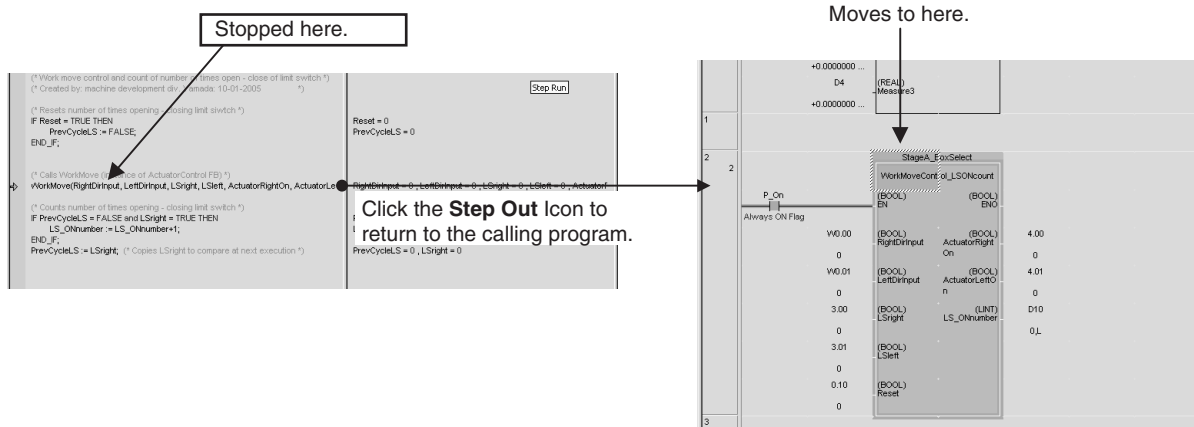 Stopped here.
Moves to here.
(* Work move control and count of number of times open - close of limit switch *)
(* Created by: machine development div. Yamada: 10-01-2005 *)
Step Run
(* Resets number of times opening - closing limit siwtch *)
IF Reset = TRUE THEN
PrevCycleLS := FALSE;
END_IF;
Reset = 0
PrevCycleLS = 0
(* Calls WorkMove (instance of ActuatorControl FB) *)
WorkMove(RightDirInput, LeftDirInput, LSright, LSleft, ActuatorRightOn, ActuatorLe
RightDirInput = 0 , LeftDirInput = 0 , LSright = 0 , LSleft = 0 , Actuatorf
(* Counts number of times opening - closing limit switch *)
IF PrevCycleLS = FALSE and LSright = TRUE THEN
LS_ONnumber := LS_ONnumber+1;
END_IF;
PrevCycleLS := LSright; (* Copies LSright to compare at next execution *)
PrevCycleLS = 0 , LSright = 0
Click the Step Out Icon to
return to the calling program.
+0.0000000 ...
D4 (REAL)
Measure3
+0.0000000 ...
1
2
2
StageA_BoxSelect
WorkMoveControl_LSONcount
P_On (BOOL) (BOOL)
EN ENO
Always ON Flag
W0.00 (BOOL) (BOOL) 4.00
RightDirInput ActuatorRight
On
0 0
W0.01 (BOOL) (BOOL) 4.01
LeftDirInput ActuatorLeftO
n
0 0
3.00 (BOOL) (LINT) D10
LSright LS_ONnumber
0 0,L
3.01 (BOOL)
LSleft
0
0.10 (BOOL)
Reset
0
3